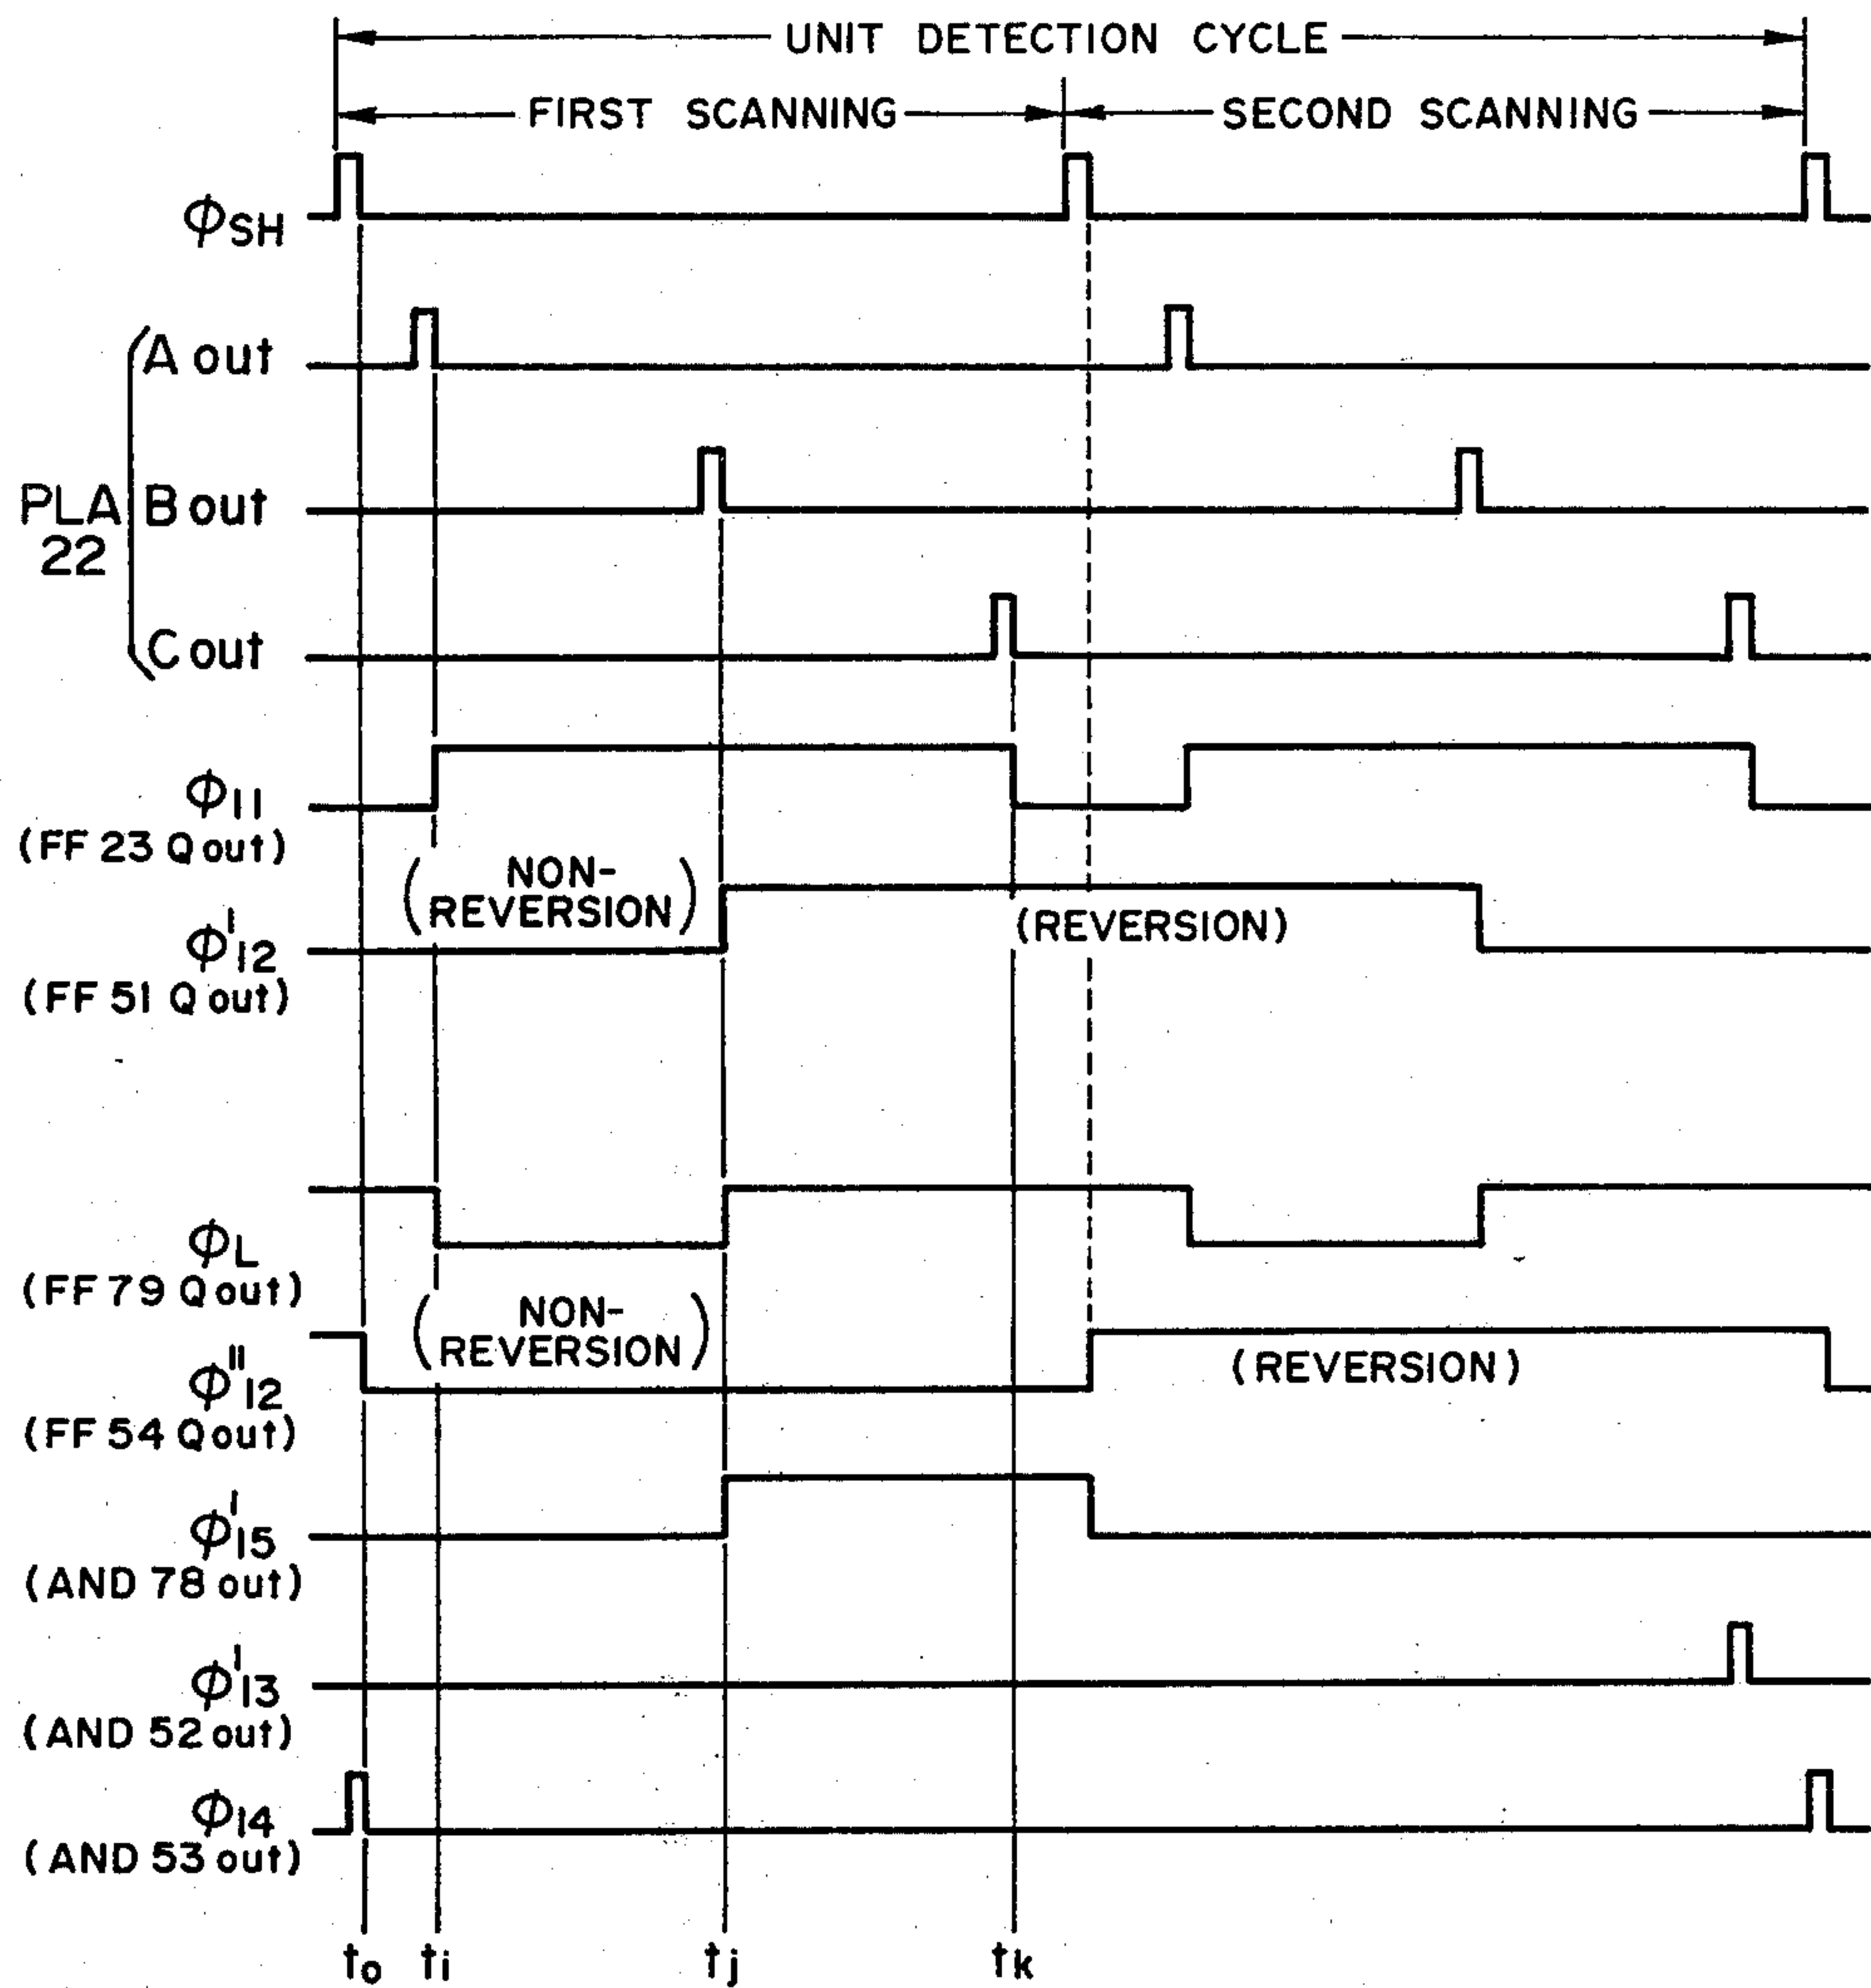 UNIT DETECTION CYCLE
FIRST SCANNING
SECOND SCANNING
ϕSH
A out
PLA 22
B out
C out
ϕ11
(FF 23 Q out)
(NON-
REVERSION)
ϕ'12
(REVERSION)
(FF 51 Q out)
ϕL
(FF 79 Q out)
(NON-
REVERSION)
ϕ"12
(REVERSION)
(FF 54 Q out)
ϕ'15
(AND 78 out)
ϕ'13
(AND 52 out)
ϕ14
(AND 53 out)
to ti tj tk